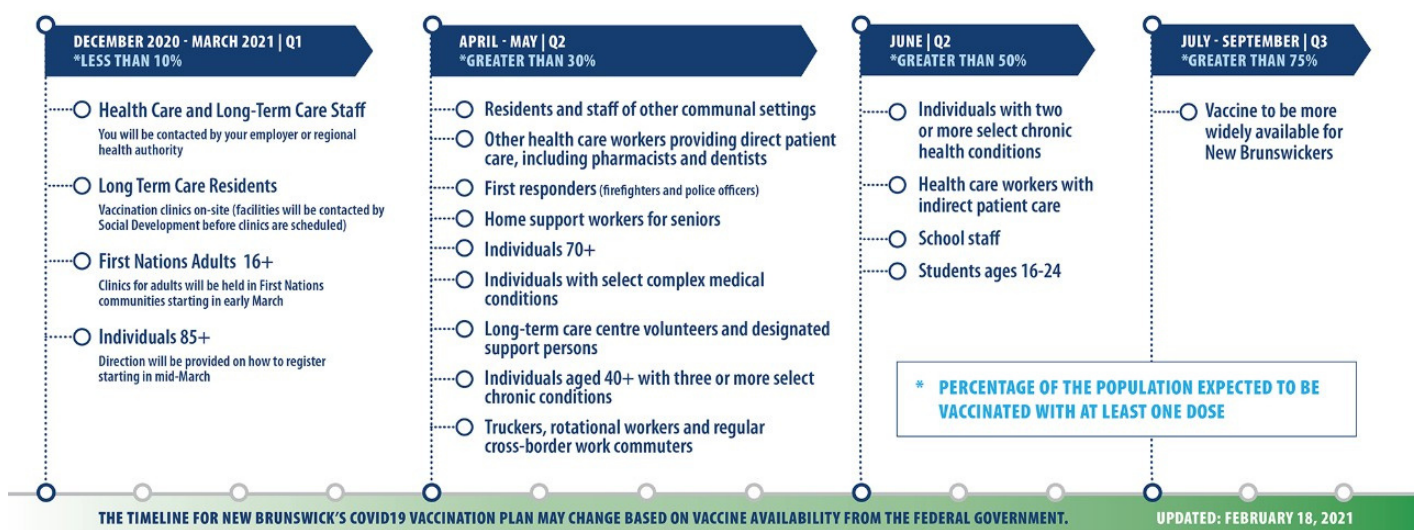 DECEMBER 2020 - MARCH 2021 | Q1
*LESS THAN 10%
Health Care and Long-Term Care Staff
You will be contacted by your employer or regional
health authority
Long Term Care Residents
Vaccination clinics on-site (facilities will be contacted by
Social Development before clinics are scheduled)
First Nations Adults 16+
Clinics for adults will be held in First Nations
communities starting in early March
Individuals 85+
Direction will be provided on how to register
starting in mid-March
APRIL - MAY | Q2
*GREATER THAN 30%
Residents and staff of other communal settings
Other health care workers providing direct patient
care, including pharmacists and dentists
First responders (firefighters and police officers)
Home support workers for seniors
Individuals 70+
Individuals with select complex medical
conditions
Long-term care centre volunteers and designated
support persons
Individuals aged 40+ with three or more select
chronic conditions
Truckers, rotational workers and regular
cross-border work commuters
JUNE | Q2
*GREATER THAN 50%
Individuals with two
or more select chronic
health conditions
Health care workers with
indirect patient care
School staff
Students ages 16-24
JULY - SEPTEMBER | Q3
*GREATER THAN 75%
Vaccine to be more
widely available for
New Brunswickers
* PERCENTAGE OF THE POPULATION EXPECTED TO BE
VACCINATED WITH AT LEAST ONE DOSE
THE TIMELINE FOR NEW BRUNSWICK'S COVID19 VACCINATION PLAN MAY CHANGE BASED ON VACCINE AVAILABILITY FROM THE FEDERAL GOVERNMENT.
UPDATED: FEBRUARY 18, 2021